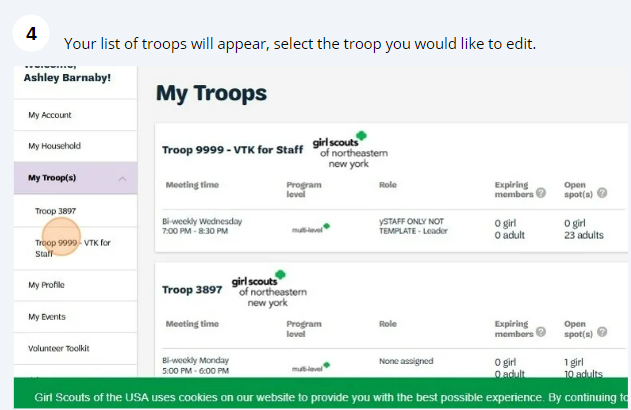 4
Your list of troops will appear, select the troop you would like to edit.
Welcome,
Ashley Barnaby!
My Account
My Household
My Troop(s)
Troop 3897
Troop 9999 - VTK for
Staff
My Profile
My Events
Volunteer Toolkit
My Troops
Troop 9999 - VTK for Staff
girl scouts
of northeastern
new york
Meeting time Program level Role Expiring members ? Open spot(s) ?
Bi-weekly Wednesday
7:00 PM - 8:30 PM
multi-level
ySTAFF ONLY NOT
TEMPLATE - Leader
0 girl
0 adult
0 girl
23 adults
Troop 3897
girl scouts
of northeastern
new york
Meeting time Program level Role Expiring members ? Open spot(s) ?
Bi-weekly Monday
5:00 PM - 6:00 PM
multi-level
None assigned
0 girl
0 adult
1 girl
10 adults
Girl Scouts of the USA uses cookies on our website to provide you with the best possible experience. By continuing to